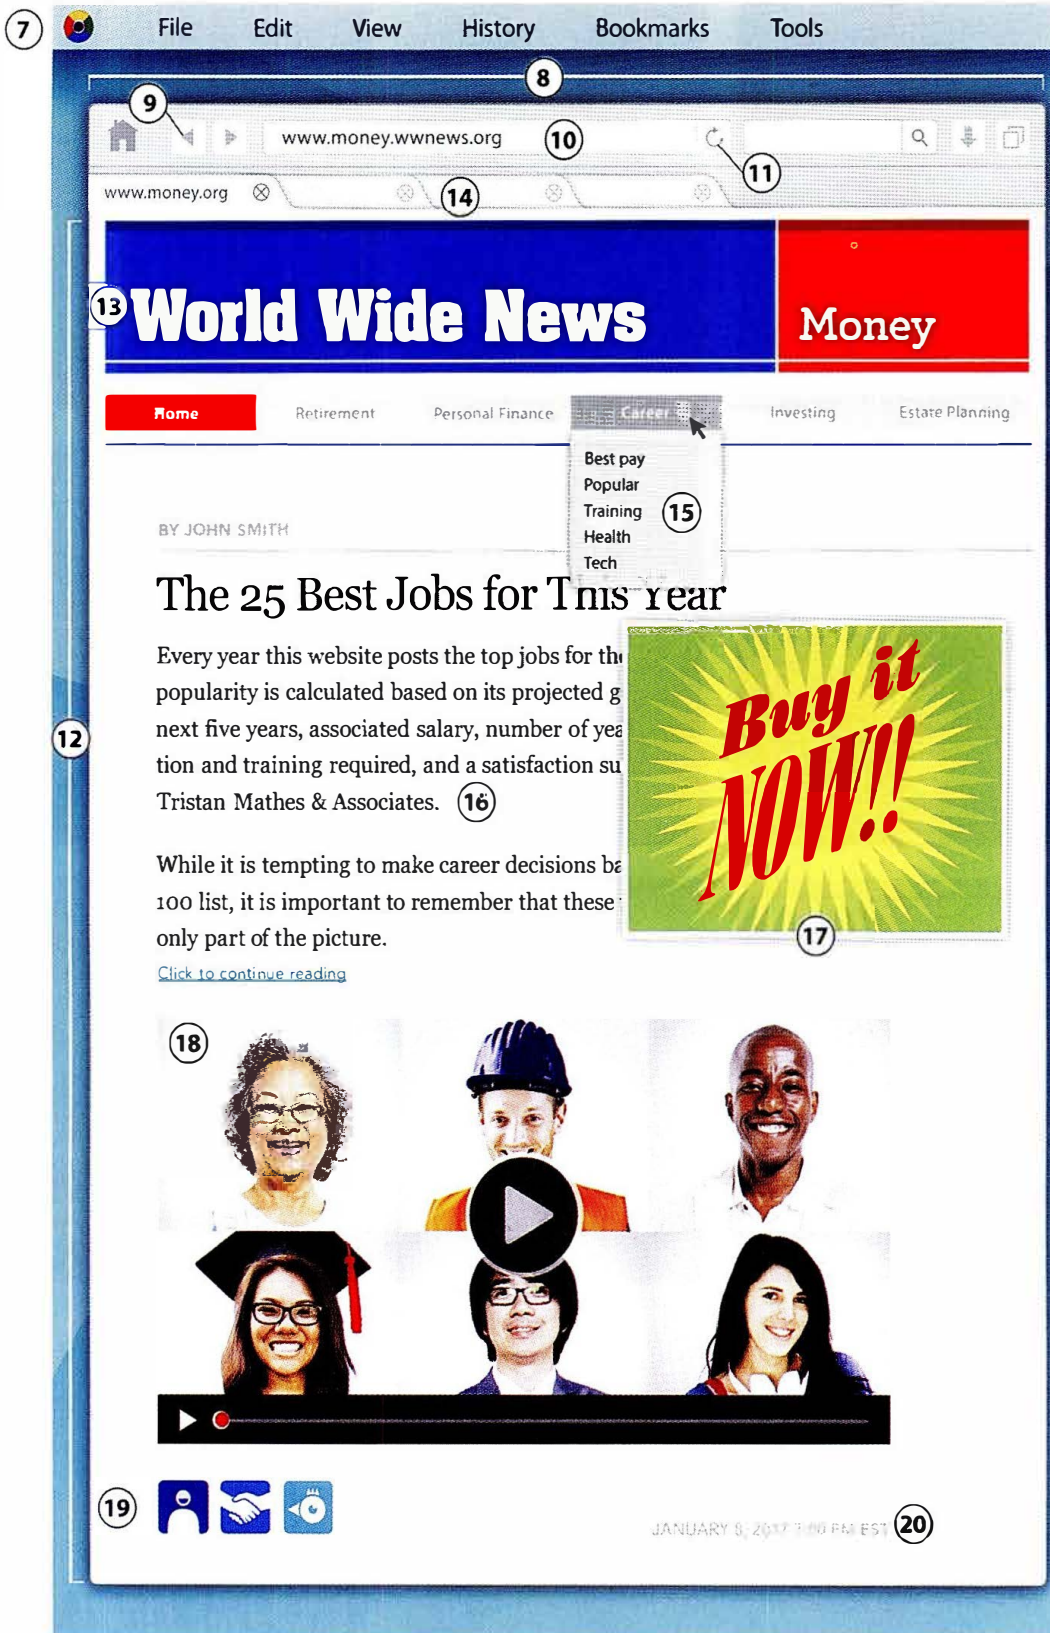 7 File Edit View History Bookmarks Tools
8
9
www.money.wwnews.org 10
11
www.money.org 14
13 World Wide News Money
Home Retirement Personal Finance Career Investing Estate Planning
Best pay
Popular
Training 15
Health
Tech
BY JOHN SMITH
The 25 Best Jobs for This Year
Every year this website posts the top jobs for the
popularity is calculated based on its projected g
next five years, associated salary, number of yea
12
tion and training required, and a satisfaction su
Tristan Mathes & Associates. 16
While it is tempting to make career decisions ba
100 list, it is important to remember that these
only part of the picture.
Click to continue reading
Buy it
NOW!!
17
18
19
JANUARY 8, 2017 PM EST 20